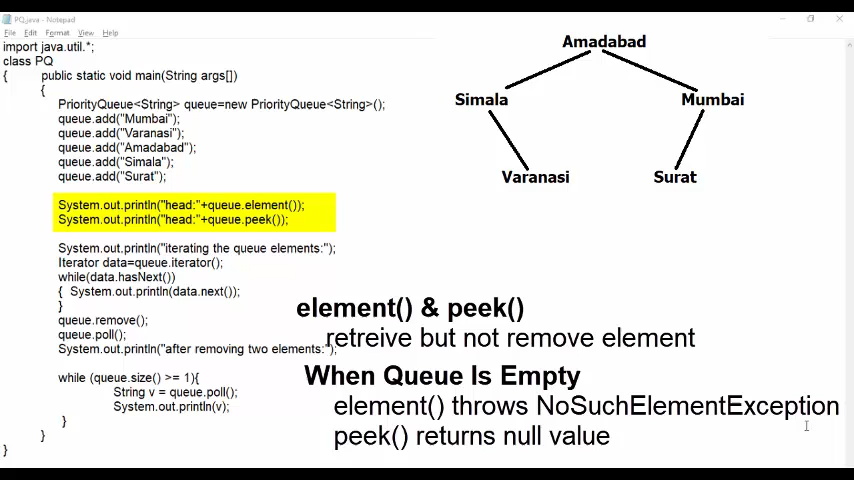 PQ.java - Notepad
File Edit Format View Help
import java.util.*;
class PQ
{ public static void main(String args[])
{
PriorityQueue<String> queue=new PriorityQueue<String>();
queue.add("Mumbai");
queue.add("Varanasi");
queue.add("Amadabad");
queue.add("Simala");
queue.add("Surat");
System.out.println("head:"+queue.element());
System.out.println("head:"+queue.peek());
System.out.println("iterating the queue elements:");
Iterator data=queue.iterator();
while(data.hasNext())
{ System.out.println(data.next());
}
queue.remove();
queue.poll();
System.out.println("after removing two elements:");
while (queue.size() >= 1){
String v = queue.poll();
System.out.println(v);
}
}
}
Amadabad
Simala Mumbai
Varanasi Surat
element() & peek()
retreive but not remove element
When Queue Is Empty
element() throws NoSuchElementException
peek() returns null value